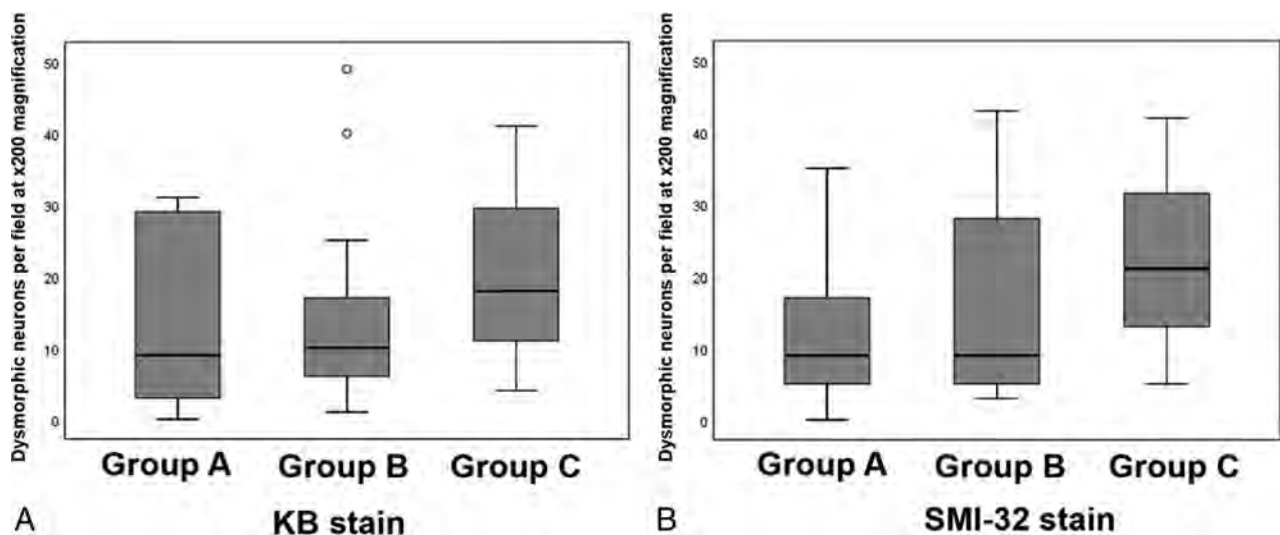 Dysmorphic neurons per field at x200 magnification
50
40
30
20
10
0
Group A Group B Group C
A KB stain
Dysmorphic neurons per field at x200 magnification
50
40
30
20
10
0
Group A Group B Group C
B SMI-32 stain